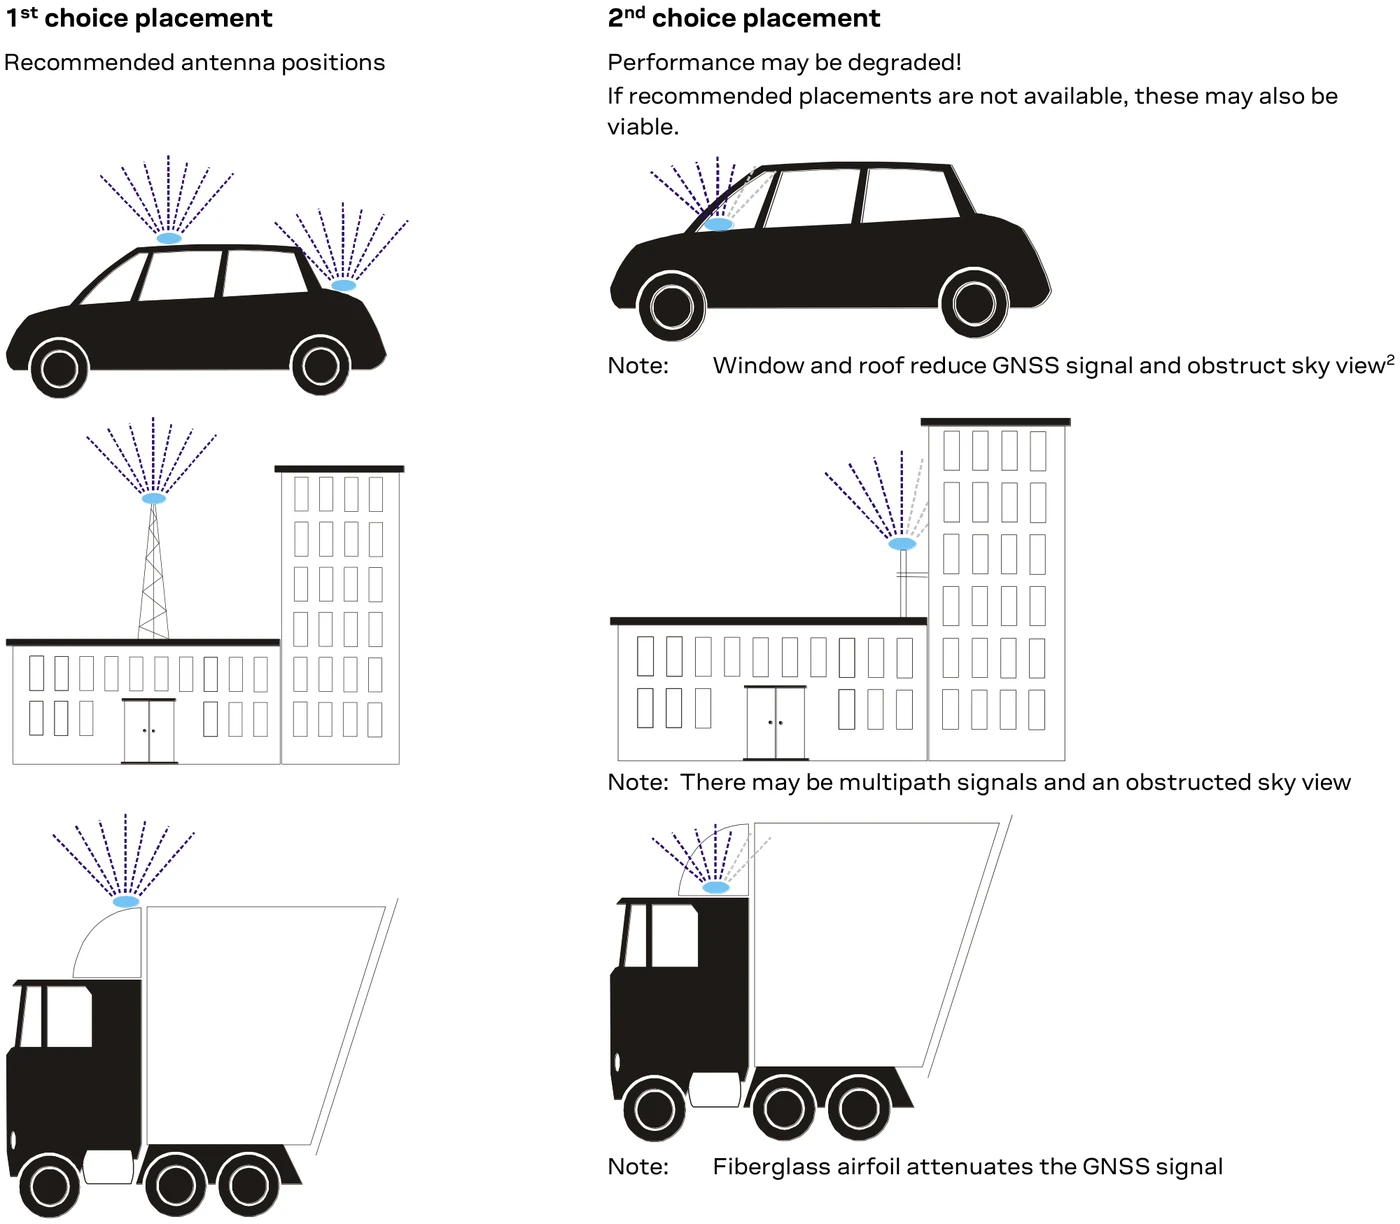 1st choice placement
Recommended antenna positions
2nd choice placement
Performance may be degraded!
If recommended placements are not available, these may also be
viable.
Note: Window and roof reduce GNSS signal and obstruct sky view2
Note: There may be multipath signals and an obstructed sky view
Note: Fiberglass airfoil attenuates the GNSS signal